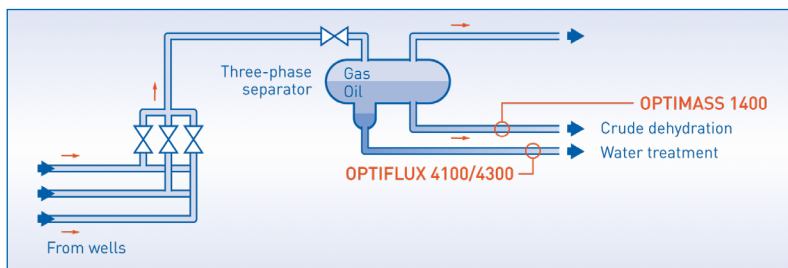 Three-phase
separator
Gas
Oil
OPTIMASS 1400
Crude dehydration
Water treatment
OPTIFLUX 4100/4300
From wells